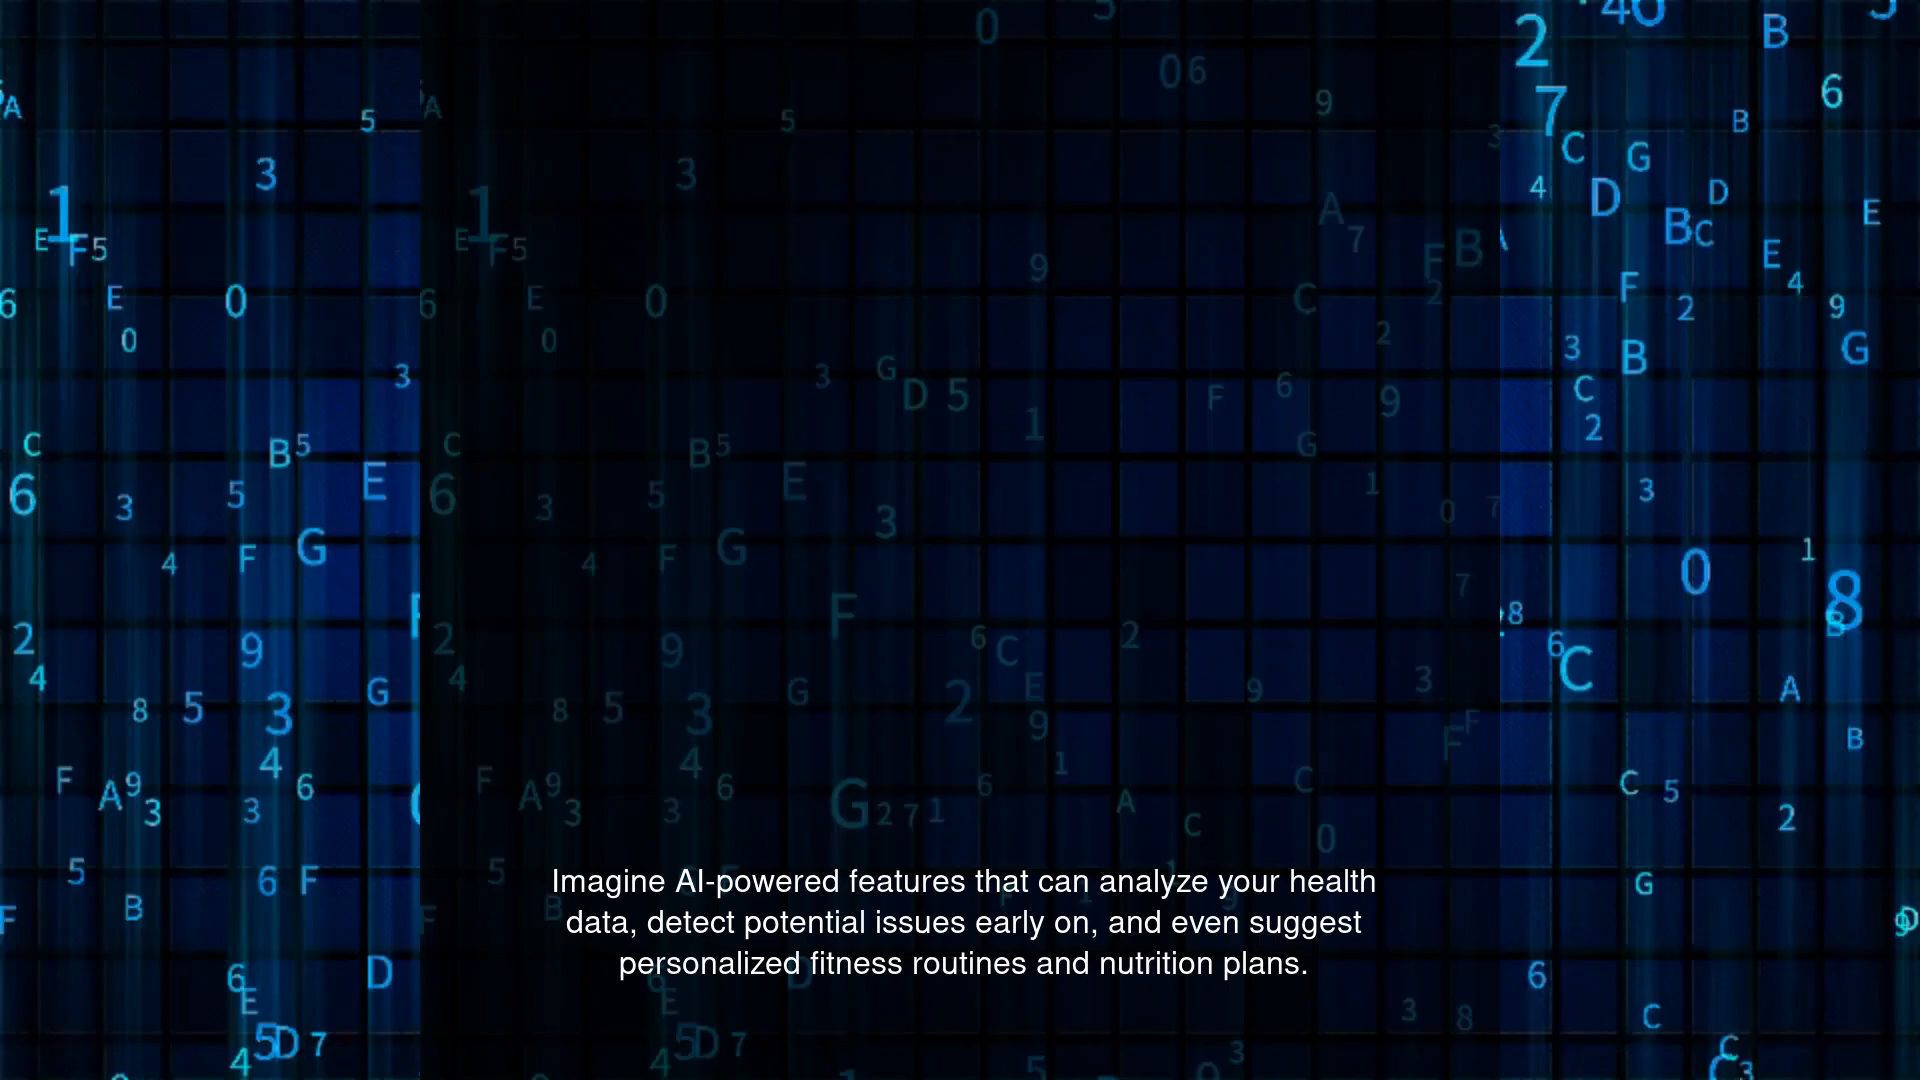 Imagine AI-powered features that can analyze your health
data, detect potential issues early on, and even suggest
personalized fitness routines and nutrition plans.